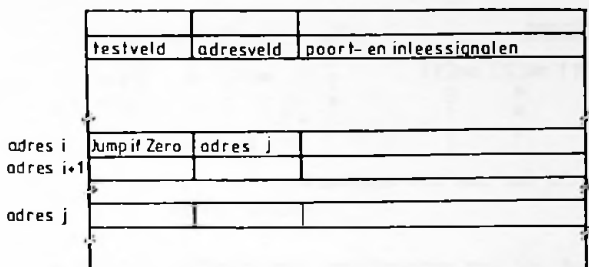 testveld adresveld poort- en inleessignalen
adres i Jump if Zero adres j
adres i+1
adres j